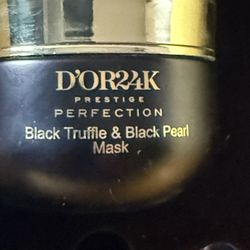 D'OR24K
PRESTIGE
PERFECTION
Black Truffle & Black Pearl
Mask